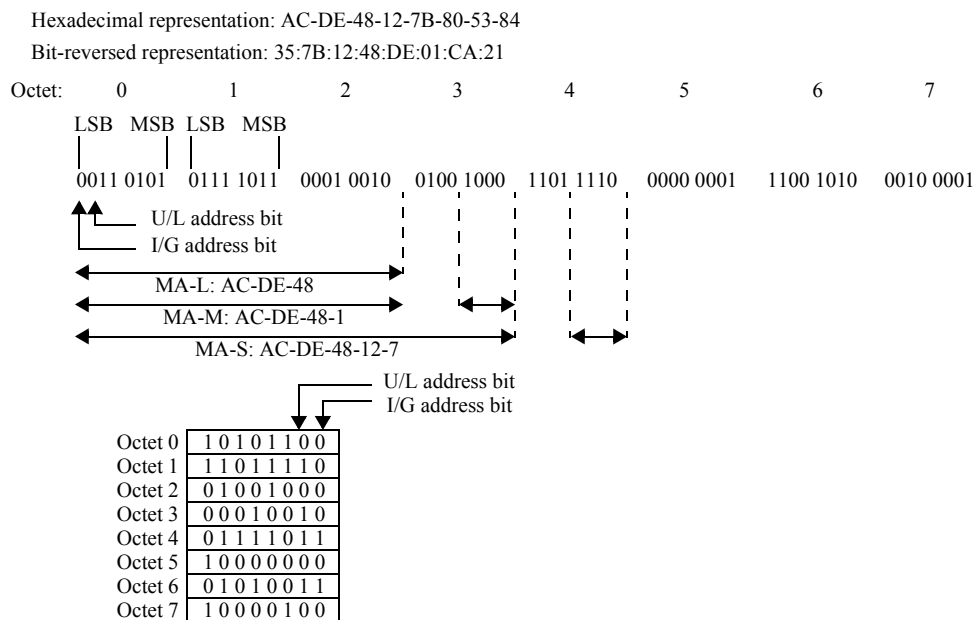 Hexadecimal representation: AC-DE-48-12-7B-80-53-84
Bit-reversed representation: 35:7B:12:48:DE:01:CA:21
Octet: 0 1 2 3 4 5 6 7
LSB MSB LSB MSB
0011 0101 0111 1011 0001 0010 0100 1000 1101 1110 0000 0001 1100 1010 0010 0001
U/L address bit
I/G address bit
MA-L: AC-DE-48
MA-M: AC-DE-48-1
MA-S: AC-DE-48-12-7
U/L address bit
I/G address bit
Octet 0 1 0 1 0 1 1 0 0
Octet 1 1 1 0 1 1 1 1 0
Octet 2 0 1 0 0 1 0 0 0
Octet 3 0 0 0 1 0 0 1 0
Octet 4 0 1 1 1 1 0 1 1
Octet 5 1 0 0 0 0 0 0 0
Octet 6 0 1 0 1 0 0 1 1
Octet 7 1 0 0 0 0 1 0 0